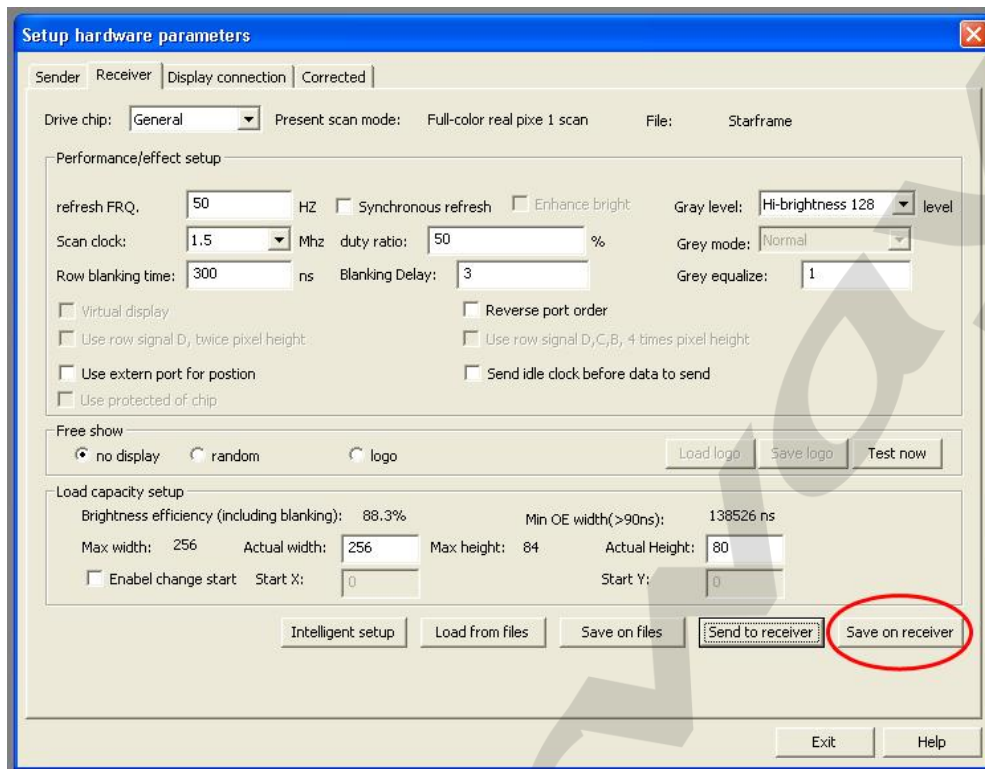 Setup hardware parameters
Sender Receiver Display connection Corrected
Drive chip: General Present scan mode: Full-color real pixe 1 scan File: Starframe
Performance/effect setup
refresh FRQ. 50 HZ Synchronous refresh Enhance bright Gray level: Hi-brightness 128 level
Scan clock: 1.5 Mhz duty ratio: 50 % Grey mode: Normal
Row blanking time: 300 ns Blanking Delay: 3 Grey equalize: 1
Virtual display Reverse port order
Use row signal D, twice pixel height Use row signal D,C,B, 4 times pixel height
Use extern port for postion Send idle clock before data to send
Use protected of chip
Free show
no display random logo Load logo Save logo Test now
Load capacity setup
Brightness efficiency (including blanking): 88.3% Min OE width(>90ns): 138526 ns
Max width: 256 Actual width: 256 Max height: 84 Actual Height: 80
Enabel change start Start X: 0 Start Y: 0
Intelligent setup Load from files Save on files Send to receiver Save on receiver
Exit Help